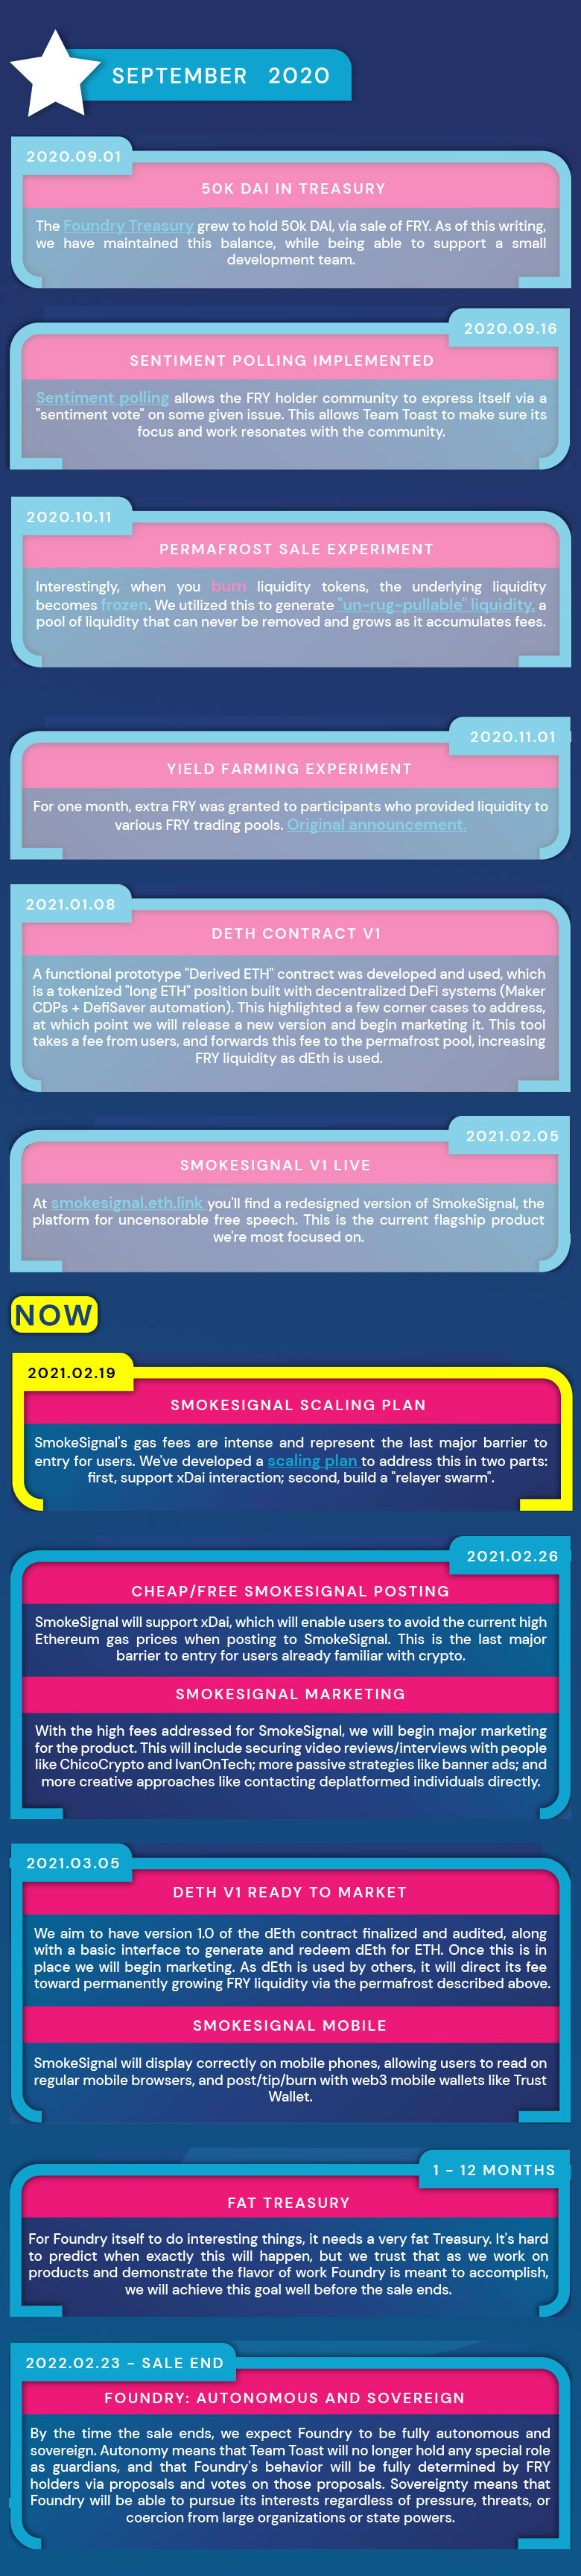 SEPTEMBER 2020
2020.09.01
50K DAI IN TREASURY
The Foundry Treasury grew to hold 50k DAI, via sale of FRY. As of this writing,
we have maintained this balance, while being able to support a small
development team.
2020.09.16
SENTIMENT POLLING IMPLEMENTED
Sentiment polling allows the FRY holder community to express itself via a
"sentiment vote" on some given issue. This allows Team Toast to make sure its
focus and work resonates with the community.
2020.10.11
PERMAFROST SALE EXPERIMENT
Interestingly, when you burn liquidity tokens, the underlying liquidity
becomes frozen. We utilized this to generate "un-rug-pullable" liquidity, a
pool of liquidity that can never be removed and grows as it accumulates fees.
2020.11.01
YIELD FARMING EXPERIMENT
For one month, extra FRY was granted to participants who provided liquidity to
various FRY trading pools. Original announcement.
2021.01.08
DETH CONTRACT V1
A functional prototype "Derived ETH" contract was developed and used, which
is a tokenized "long ETH" position built with decentralized DeFi systems (Maker
CDPs + DefiSaver automation). This highlighted a few corner cases to address,
at which point we will release a new version and begin marketing it. This tool
takes a fee from users, and forwards this fee to the permafrost pool, increasing
FRY liquidity as dEth is used.
2021.02.05
SMOKESIGNAL V1 LIVE
At smokesignal.eth.link you'll find a redesigned version of SmokeSignal, the
platform for uncensorable free speech. This is the current flagship product
we're most focused on.
NOW
2021.02.19
SMOKESIGNAL SCALING PLAN
SmokeSignal's gas fees are intense and represent the last major barrier to
entry for users. We've developed a scaling plan to address this in two parts:
first, support xDai interaction; second, build a "relayer swarm".
2021.02.26
CHEAP/FREE SMOKESIGNAL POSTING
SmokeSignal will support xDai, which will enable users to avoid the current high
Ethereum gas prices when posting to SmokeSignal. This is the last major
barrier to entry for users already familiar with crypto.
SMOKESIGNAL MARKETING
With the high fees addressed for SmokeSignal, we will begin major marketing
for the product. This will include securing video reviews/interviews with people
like ChicoCrypto and IvanOnTech; more passive strategies like banner ads; and
more creative approaches like contacting deplatformed individuals directly.
2021.03.05
DETH V1 READY TO MARKET
We aim to have version 1.0 of the dEth contract finalized and audited, along
with a basic interface to generate and redeem dEth for ETH. Once this is in
place we will begin marketing. As dEth is used by others, it will direct its fee
toward permanently growing FRY liquidity via the permafrost described above.
SMOKESIGNAL MOBILE
SmokeSignal will display correctly on mobile phones, allowing users to read on
regular mobile browsers, and post/tip/burn with web3 mobile wallets like Trust
Wallet.
1 - 12 MONTHS
FAT TREASURY
For Foundry itself to do interesting things, it needs a very fat Treasury. It's hard
to predict when exactly this will happen, but we trust that as we work on
products and demonstrate the flavor of work Foundry is meant to accomplish,
we will achieve this goal well before the sale ends.
2022.02.23 - SALE END
FOUNDRY: AUTONOMOUS AND SOVEREIGN
By the time the sale ends, we expect Foundry to be fully autonomous and
sovereign. Autonomy means that Team Toast will no longer hold any special role
as guardians, and that Foundry's behavior will be fully determined by FRY
holders via proposals and votes on those proposals. Sovereignty means that
Foundry will be able to pursue its interests regardless of pressure, threats, or
coercion from large organizations or state powers.